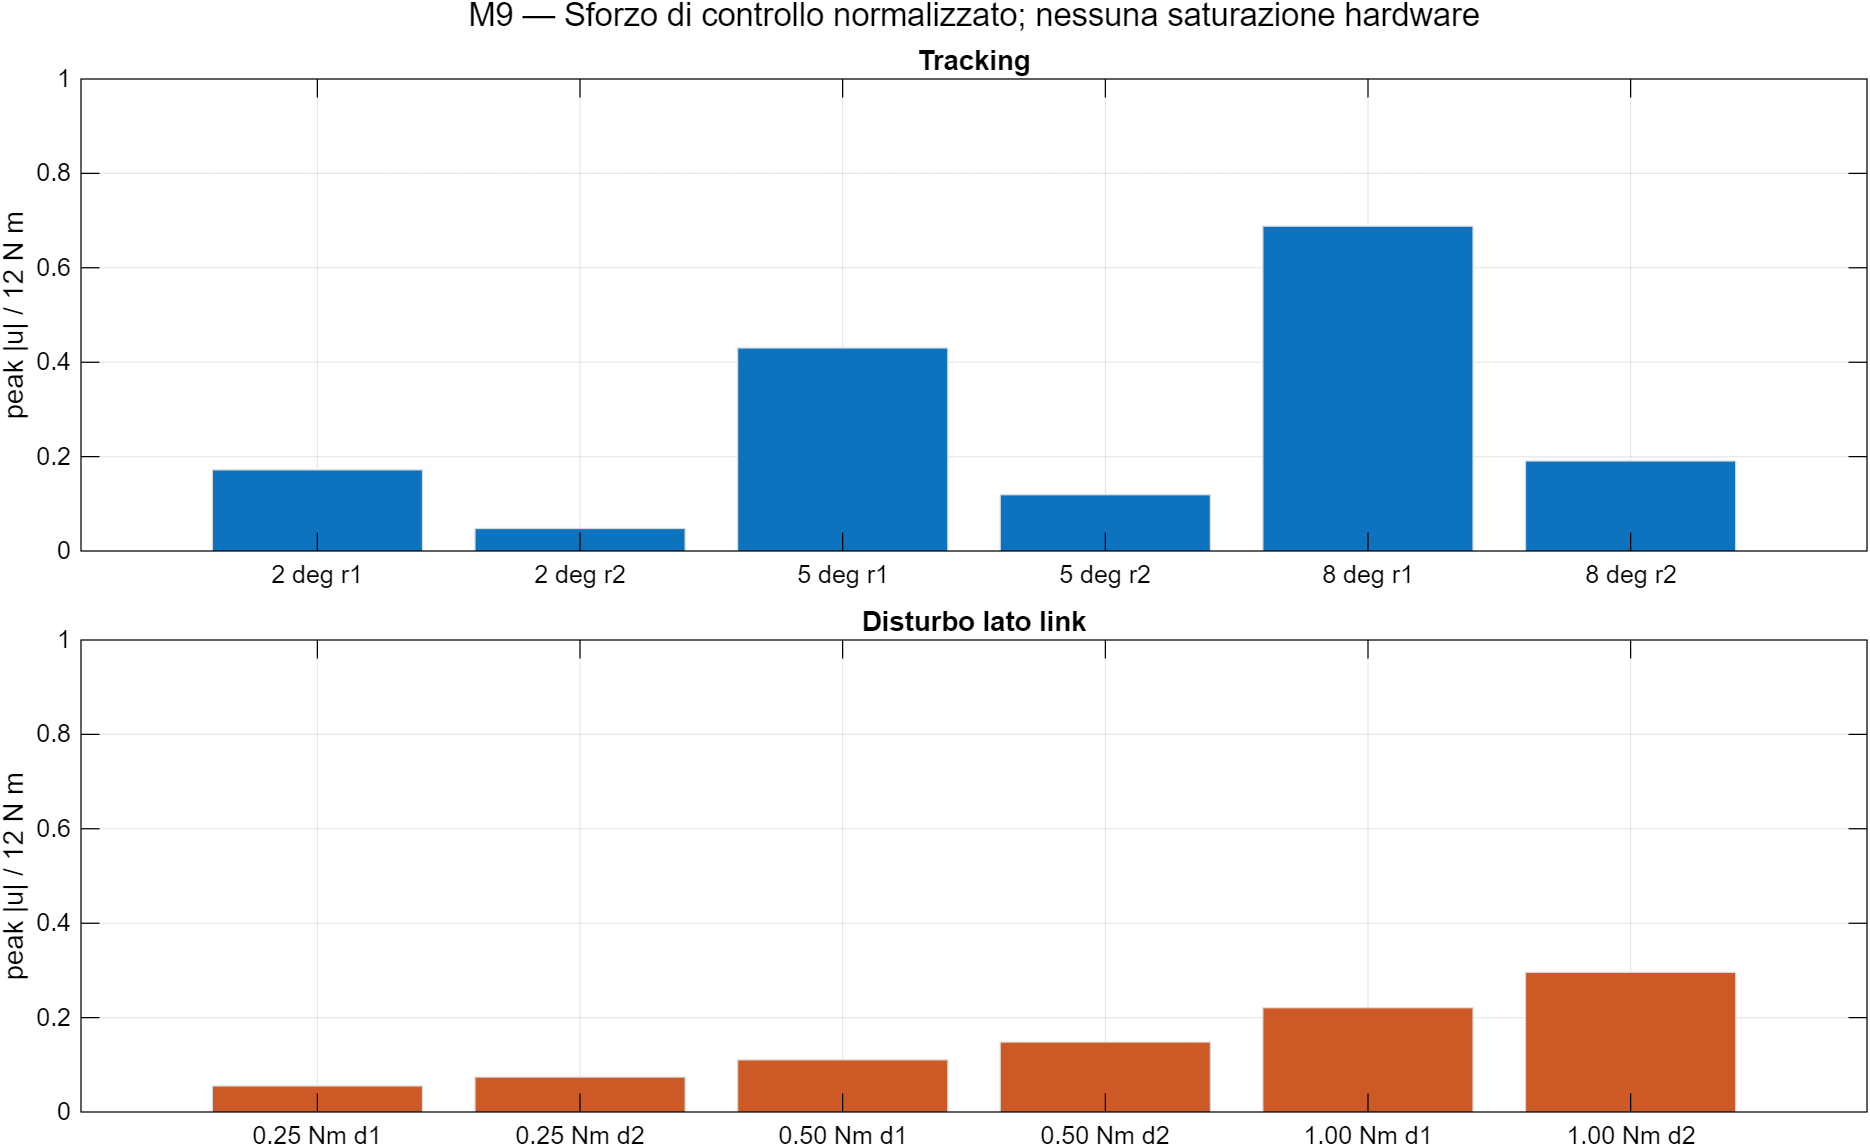 M9 — Sforzo di controllo normalizzato; nessuna saturazione hardware
Tracking
peak |u| / 12 N m
1
0.8
0.6
0.4
0.2
0
2 deg r1 2 deg r2 5 deg r1 5 deg r2 8 deg r1 8 deg r2
Disturbo lato link
peak |u| / 12 N m
1
0.8
0.6
0.4
0.2
0
0.25 Nm d1 0.25 Nm d2 0.50 Nm d1 0.50 Nm d2 1.00 Nm d1 1.00 Nm d2